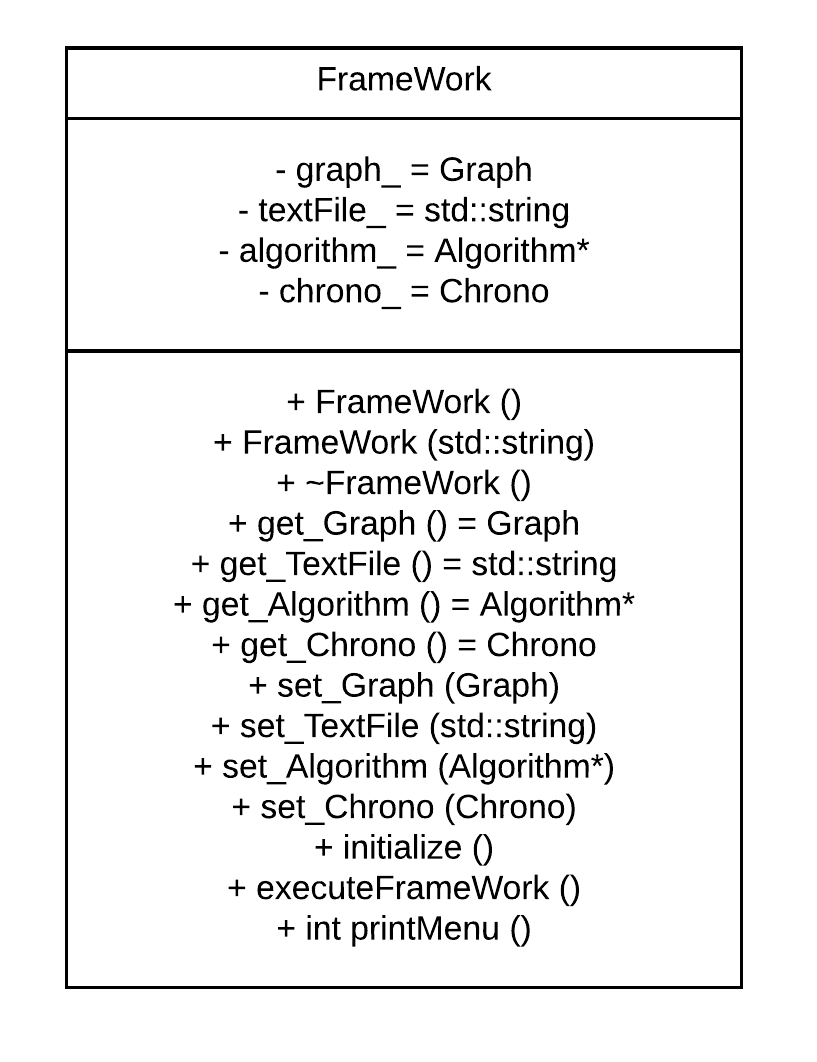 FrameWork
- graph_ = Graph
- textFile_ = std::string
- algorithm_ = Algorithm*
- chrono_ = Chrono
+ FrameWork ()
+ FrameWork (std::string)
+ ~FrameWork ()
+ get_Graph () = Graph
+ get_TextFile () = std::string
+ get_Algorithm () = Algorithm*
+ get_Chrono () = Chrono
+ set_Graph (Graph)
+ set_TextFile (std::string)
+ set_Algorithm (Algorithm*)
+ set_Chrono (Chrono)
+ initialize ()
+ executeFrameWork ()
+ int printMenu ()